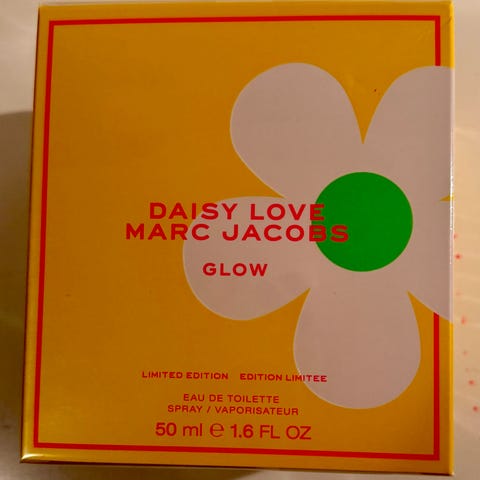 DAISY LOVE
MARC JACOBS
GLOW
LIMITED EDITION EDITION LIMITEE
EAU DE TOILETTE
SPRAY / VAPORISATEUR
50 ml ℮ 1.6 FL OZ